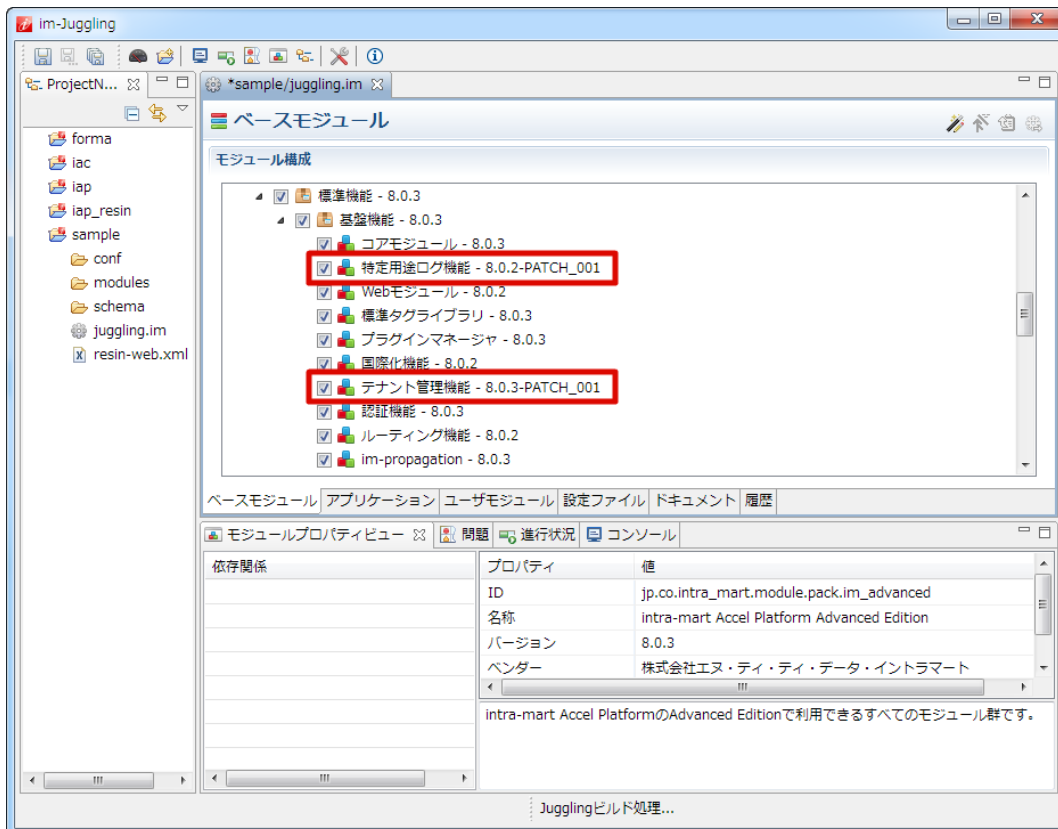 im-Juggling
ProjectN...
*sample/juggling.im
ベースモジュール
forma
iac
iap
iap_resin
sample
conf
modules
schema
juggling.im
resin-web.xml
モジュール構成
標準機能 - 8.0.3
基盤機能 - 8.0.3
コアモジュール - 8.0.3
特定用途ログ機能 - 8.0.2-PATCH_001
Webモジュール - 8.0.2
標準タグライブラリ - 8.0.3
プラグインマネージャ - 8.0.3
国際化機能 - 8.0.2
テナント管理機能 - 8.0.3-PATCH_001
認証機能 - 8.0.3
ルーティング機能 - 8.0.2
im-propagation - 8.0.3
ベースモジュール アプリケーション ユーザモジュール 設定ファイル ドキュメント 履歴
モジュールプロパティビュー 問題 進行状況 コンソール
依存関係
プロパティ 値
ID jp.co.intra_mart.module.pack.im_advanced
名称 intra-mart Accel Platform Advanced Edition
バージョン 8.0.3
ベンダー 株式会社エヌ・ティ・ティ・データ・イントラマート
intra-mart Accel PlatformのAdvanced Editionで利用できるすべてのモジュール群です。
Jugglingビルド処理...